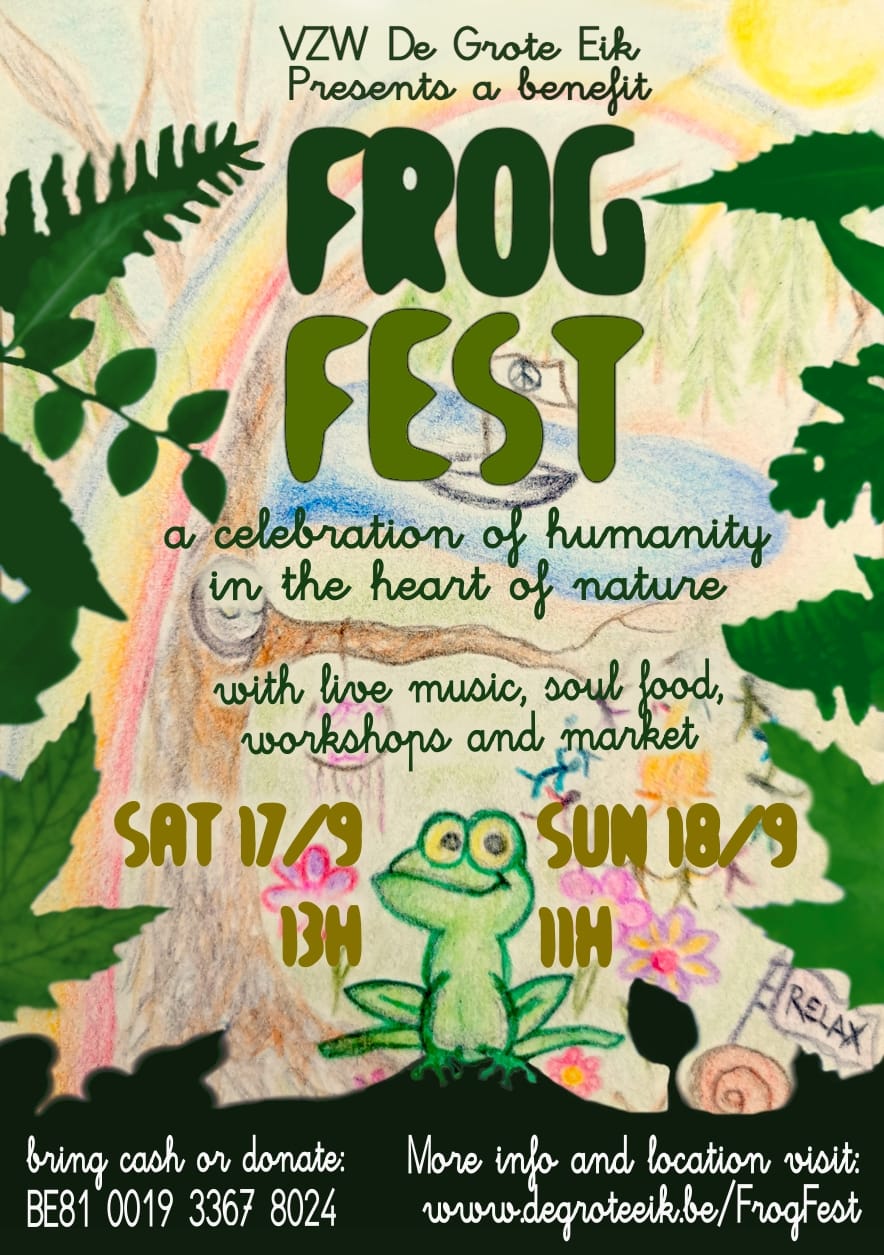 VZW De Grote Eik
Presents a benefit
FROG
FEST
a celebration of humanity
in the heart of nature
with live music, soul food,
workshops and market
SAT 17/9 SUN 18/9
13H 11H
RELAX
bring cash or donate: More info and location visit:
BE81 0019 3367 8024 www.degroteeik.be/FrogFest